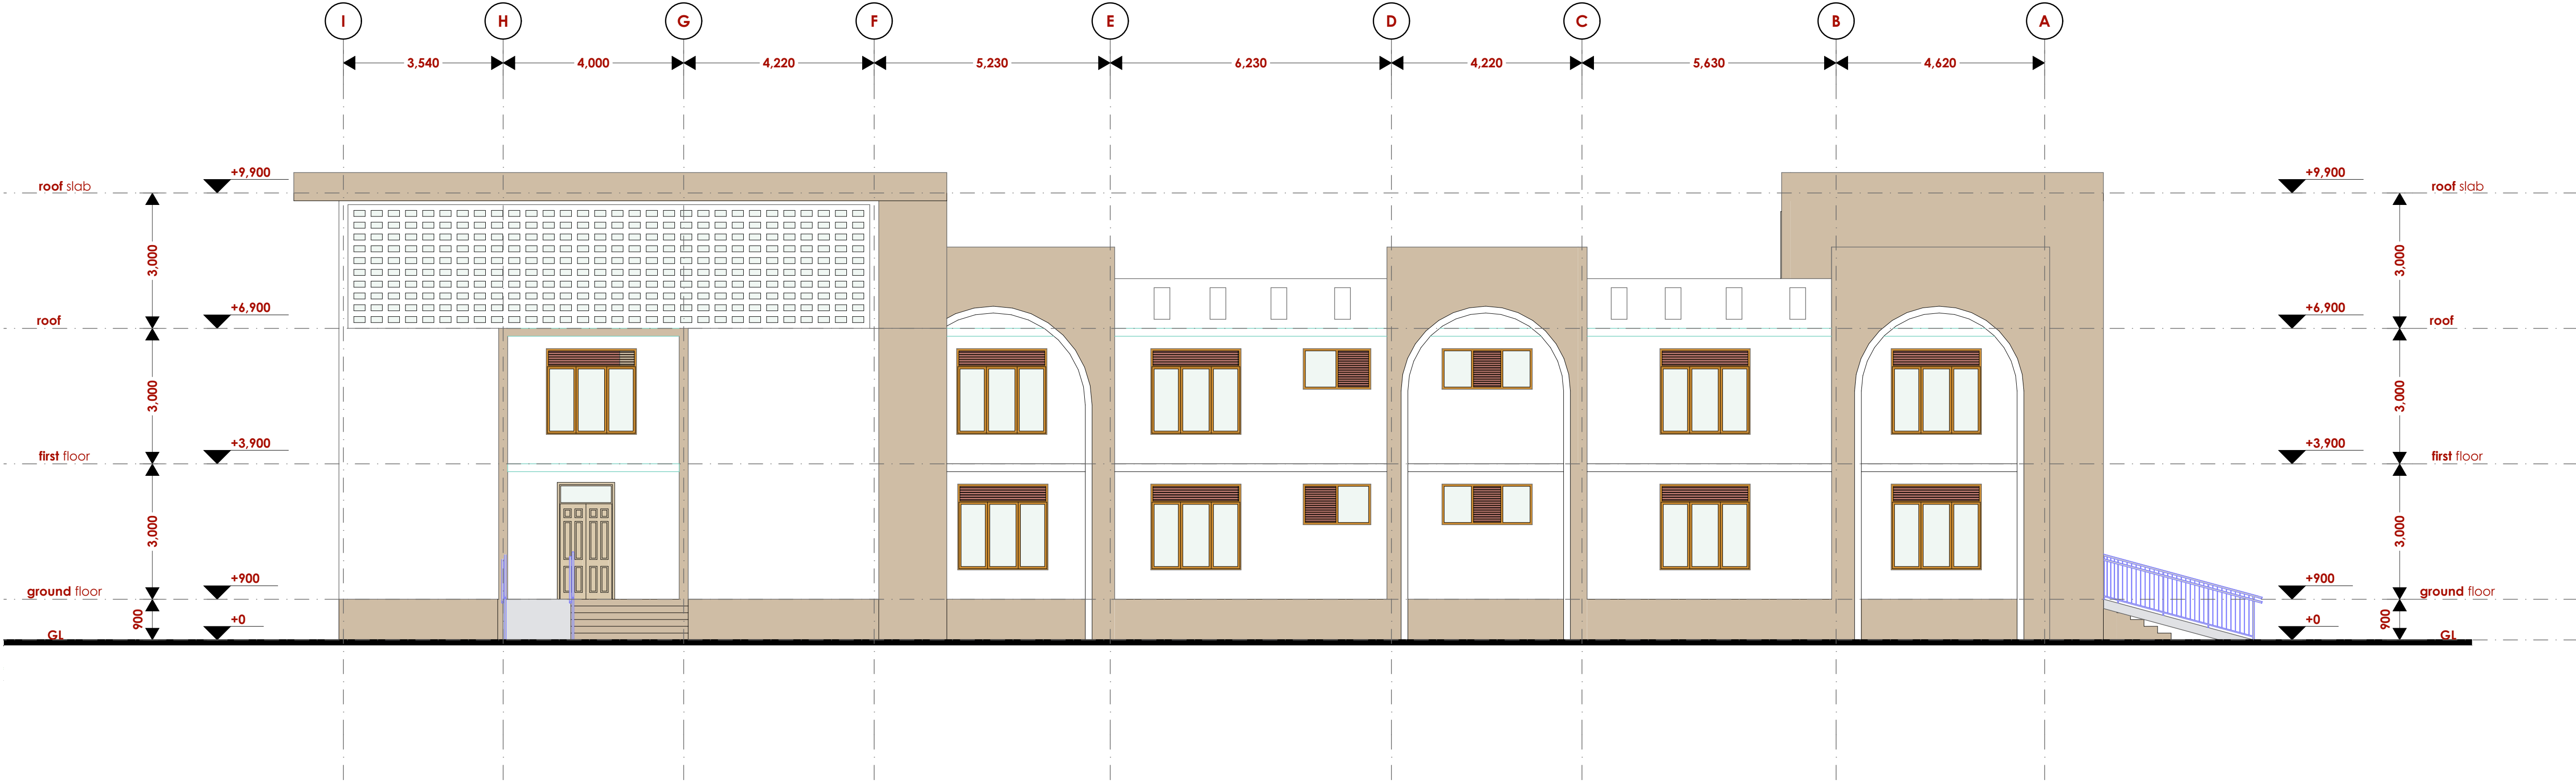 I H G F E D C B A
3,540 4,000 4,220 5,230 6,230 4,220 5,630 4,620
+9,900 +9,900
roof slab roof slab
3,000 3,000
+6,900 +6,900
roof roof
3,000 3,000
+3,900 +3,900
first floor first floor
3,000 3,000
+900 +900
ground floor ground floor
900 +0 +0 900
GL GL